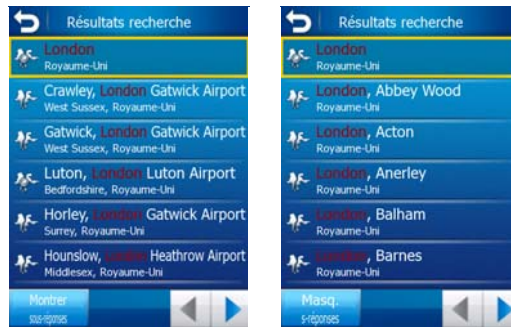 Résultats recherche
London
Royaume-Uni
Crawley, London Gatwick Airport
West Sussex, Royaume-Uni
Gatwick, London Gatwick Airport
West Sussex, Royaume-Uni
Luton, London Luton Airport
Bedfordshire, Royaume-Uni
Horley, London Gatwick Airport
Surrey, Royaume-Uni
Hounslow, London Heathrow Airport
Middlesex, Royaume-Uni
Montrer
sous-réponses
Résultats recherche
London
Royaume-Uni
London, Abbey Wood
Royaume-Uni
London, Acton
Royaume-Uni
London, Anerley
Royaume-Uni
London, Balham
Royaume-Uni
London, Barnes
Royaume-Uni
Masq.
s-réponses